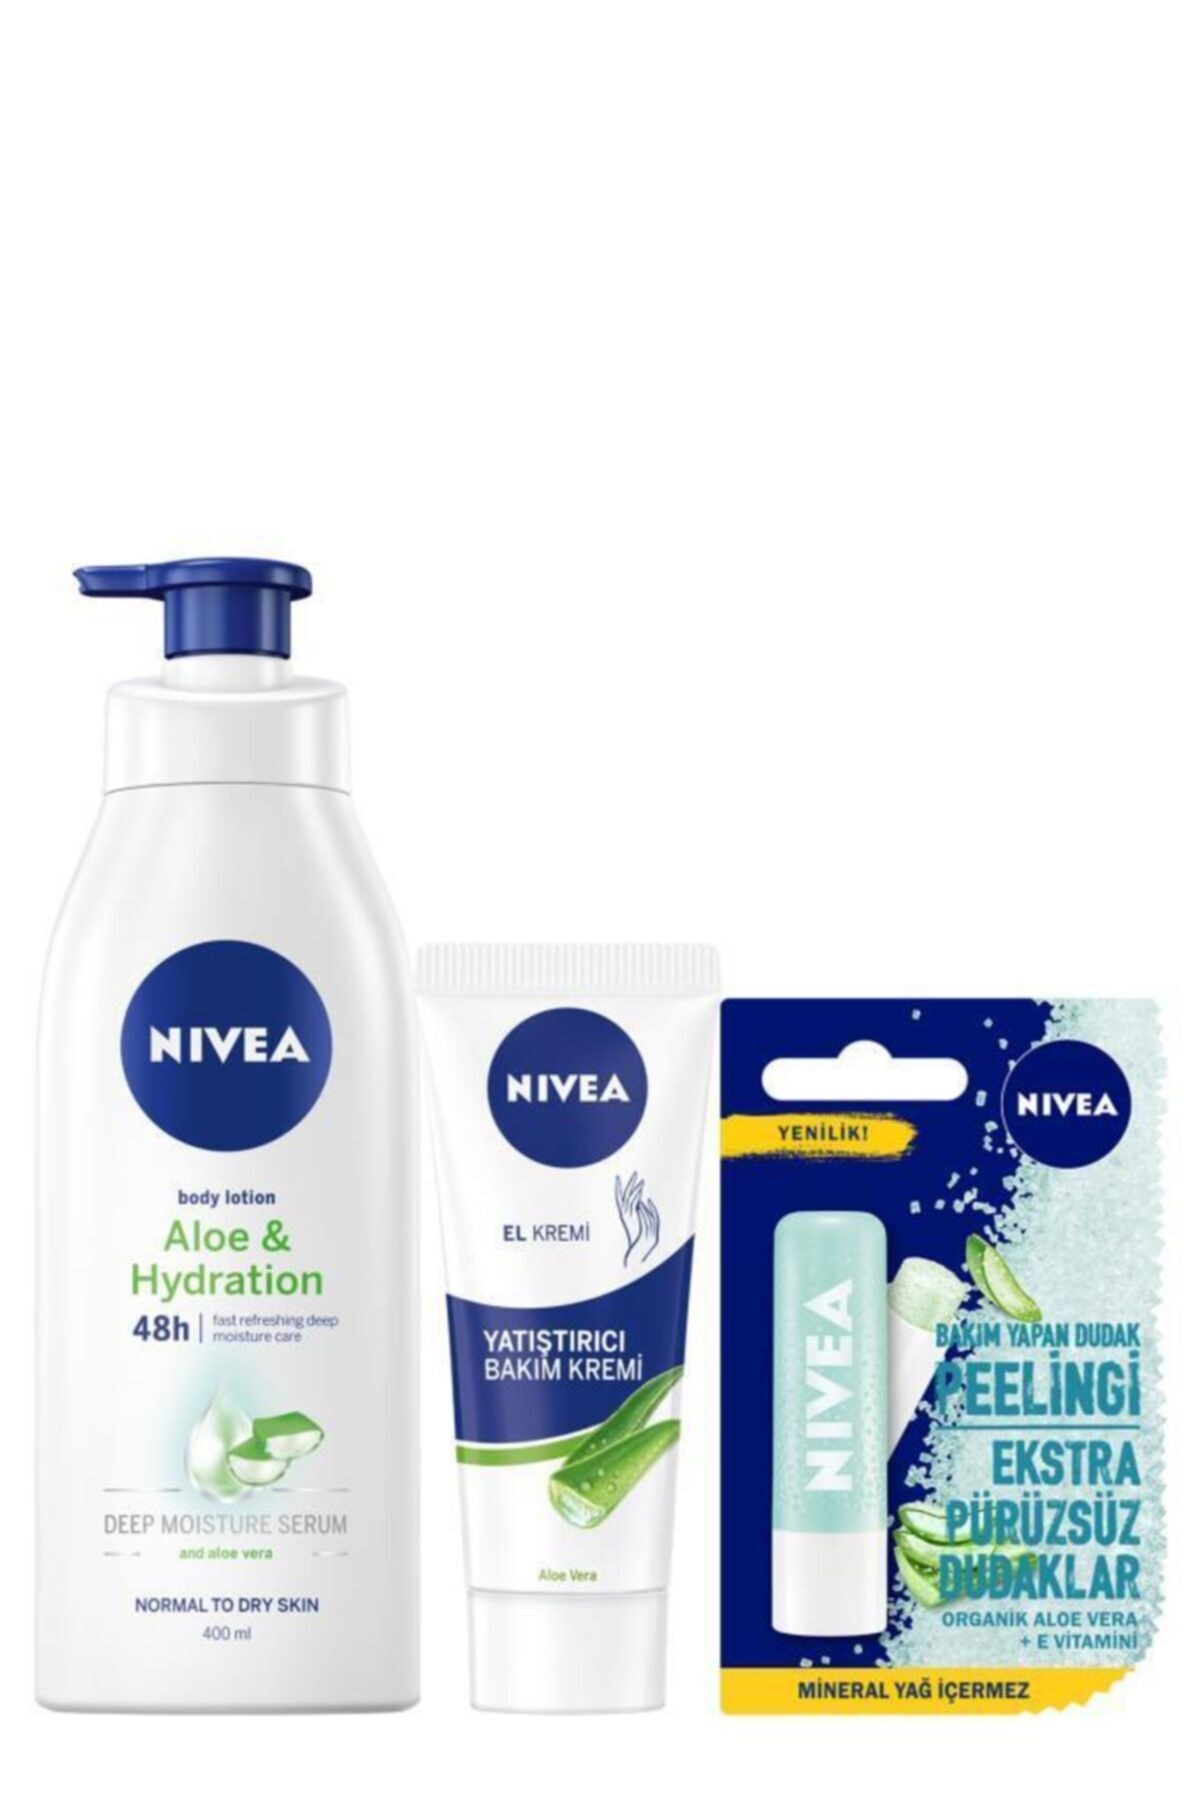 NIVEA
body lotion
Aloe &
Hydration
48h
fast refreshing deep
moisture care
DEEP MOISTURE SERUM
and aloe vera
NORMAL TO DRY SKIN
400 ml
NIVEA
EL KREMİ
YATIŞTIRICI
BAKIM KREMİ
Aloe Vera
NIVEA
YENİLİK!
NIVEA
BAKIM YAPAN DUDAK
PEELİNGİ
EKSTRA
PÜRÜZSÜZ
DUDAKLAR
ORGANİK ALOE VERA
+ E VİTAMİNİ
MİNERAL YAĞ İÇERMEZ